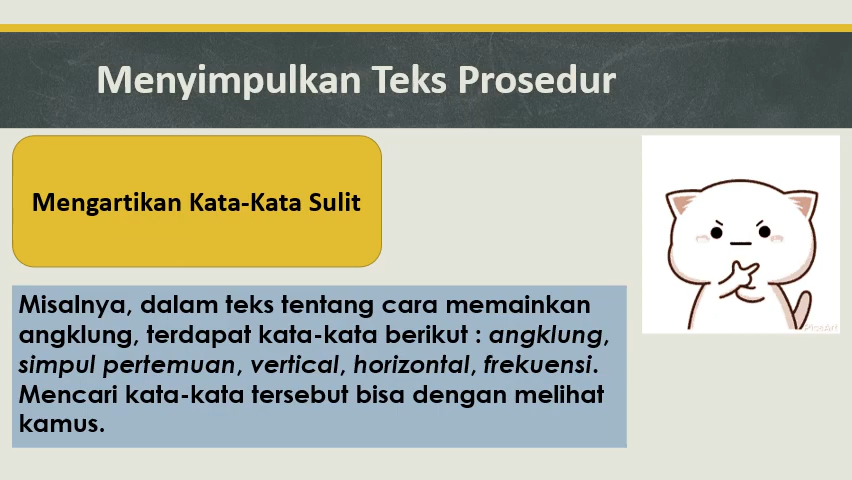 Menyimpulkan Teks Prosedur
Mengartikan Kata-Kata Sulit
Misalnya, dalam teks tentang cara memainkan
angklung, terdapat kata-kata berikut : angklung,
simpul pertemuan, vertical, horizontal, frekuensi.
Mencari kata-kata tersebut bisa dengan melihat
kamus.